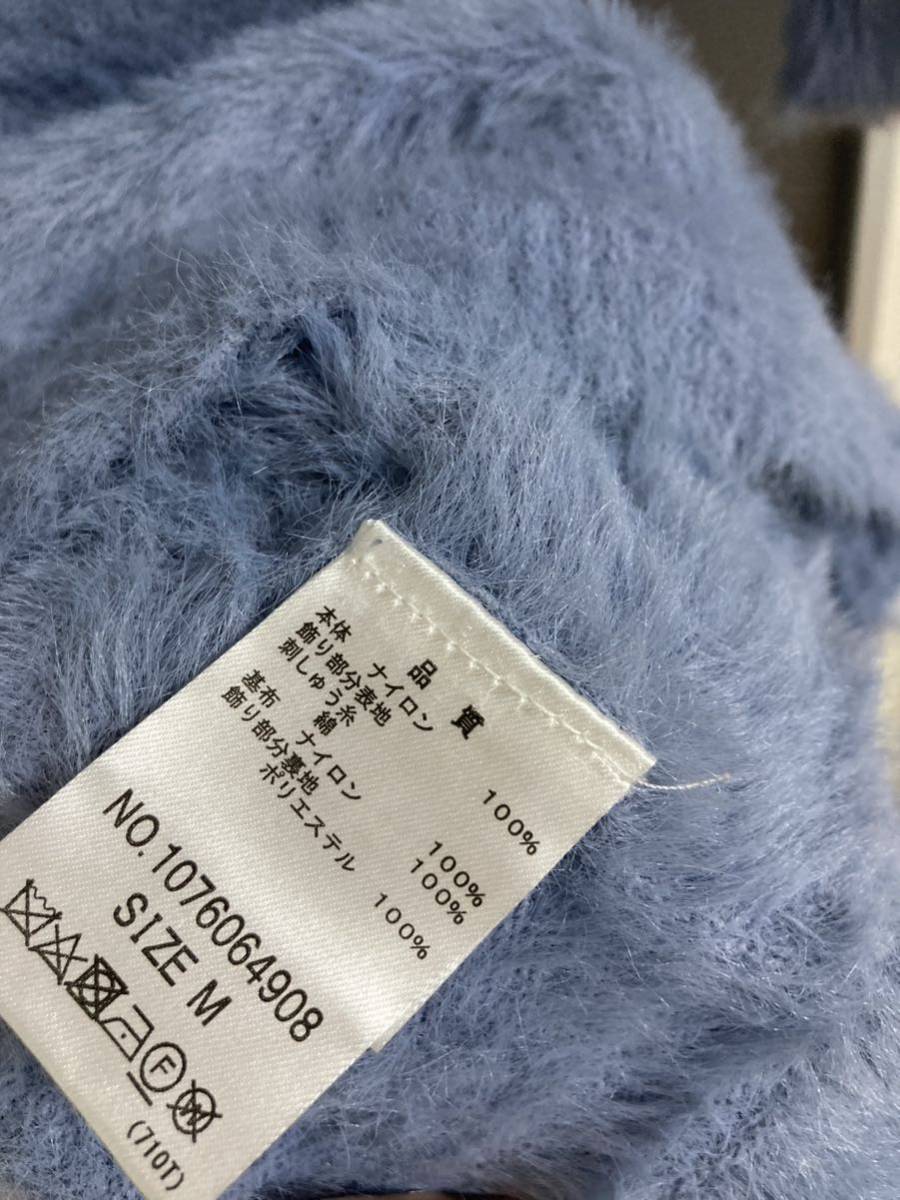 品 質
本体 ナイロン 100%
飾り部分表地
刺しゅう糸 綿 100%
基布 ナイロン 100%
飾り部分裏地
ポリエステル 100%
NO.1076064908
SIZE M
F
W
(710T)